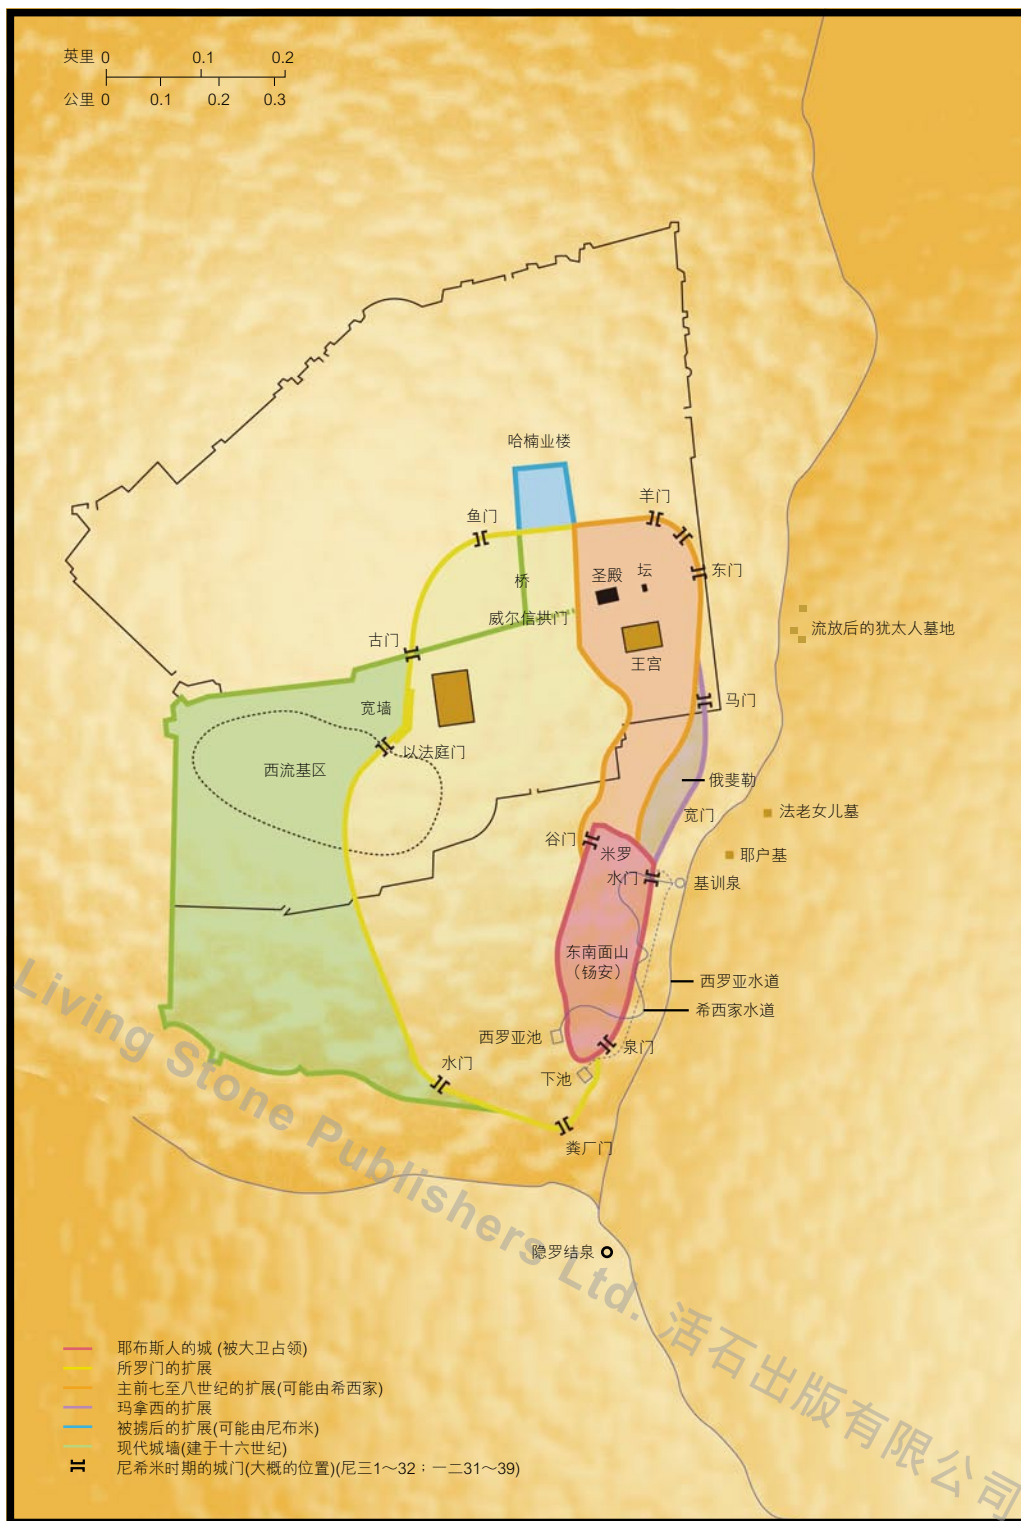 英里 0 0.1 0.2
公里 0 0.1 0.2 0.3
哈楠业楼
羊门
鱼门
东门
桥
圣殿
坛
威尔信拱门
流放后的犹太人墓地
古门
王宫
马门
宽墙
以法庭门
西流基区
俄斐勒
宽门
法老女儿墓
谷门
米罗
耶户基
水门
基训泉
东南面山
(钖安)
西罗亚水道
希西家水道
西罗亚池
泉门
水门
下池
粪厂门
隐罗结泉
耶布斯人的城 (被大卫占领)
所罗门的扩展
主前七至八世纪的扩展(可能由希西家)
玛拿西的扩展
被掳后的扩展(可能由尼布米)
现代城墙(建于十六世纪)
尼希米时期的城门(大概的位置)(尼三1～32；一二31～39)
Living Stone Publishers Ltd. 活石出版有限公司